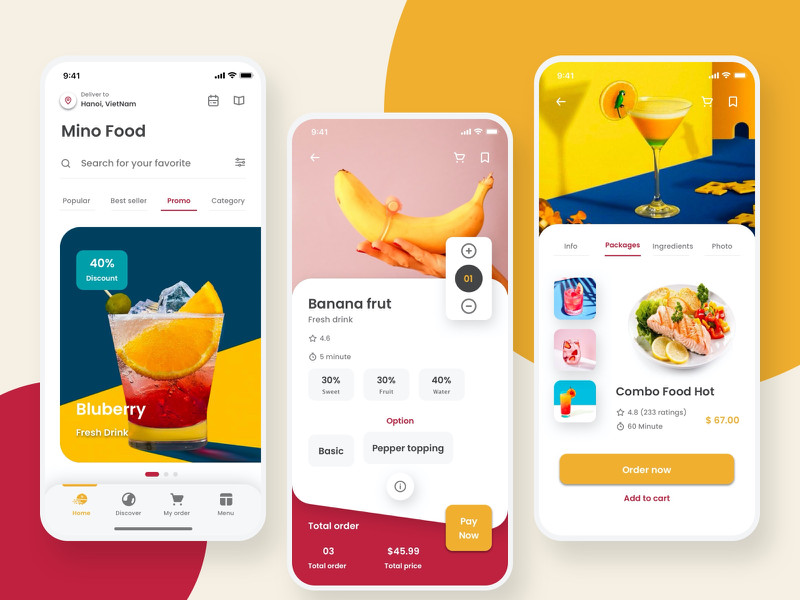 9:41
Deliver to
Hanoi, VietNam
Mino Food
Search for your favorite
Popular Best seller Promo Category
40%
Discount
Bluberry
Fresh Drink
Home Discover My order Menu
9:41
01
Banana frut
Fresh drink
4.6
5 minute
30% 30% 40%
Sweet Fruit Water
Option
Basic Pepper topping
Total order
Pay
Now
03 $45.99
Total order Total price
9:41
Info Packages Ingredients Photo
Combo Food Hot
4.8 (233 ratings)
$ 67.00
60 Minute
Order now
Add to cart